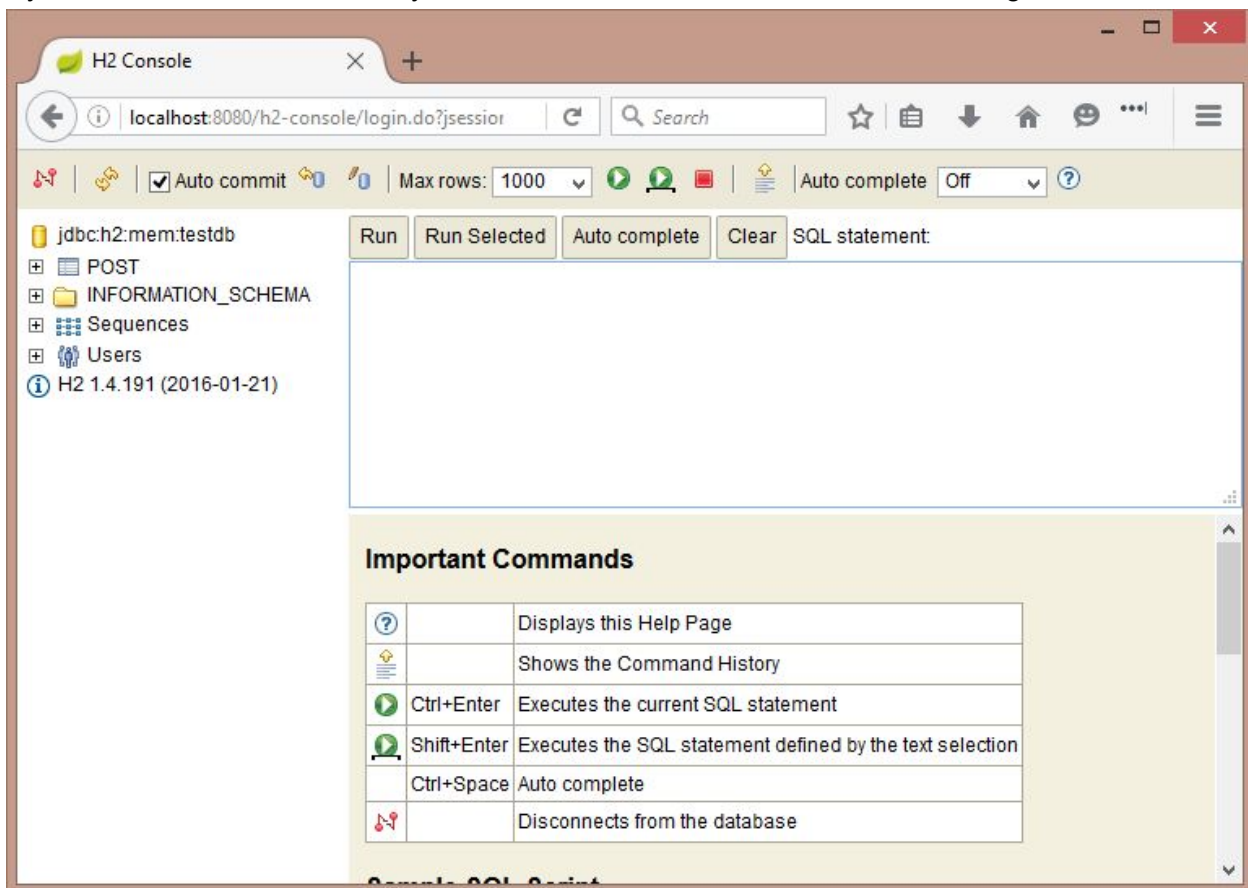 H2 Console
localhost:8080/h2-console/login.do?jsession
Search
Auto commit
Max rows: 1000
Auto complete Off
jdbc:h2:mem:testdb
POST
INFORMATION_SCHEMA
Sequences
Users
H2 1.4.191 (2016-01-21)
Run Run Selected Auto complete Clear SQL statement:
Important Commands
Displays this Help Page
Shows the Command History
Ctrl+Enter Executes the current SQL statement
Shift+Enter Executes the SQL statement defined by the text selection
Ctrl+Space Auto complete
Disconnects from the database
Sample SQL Script